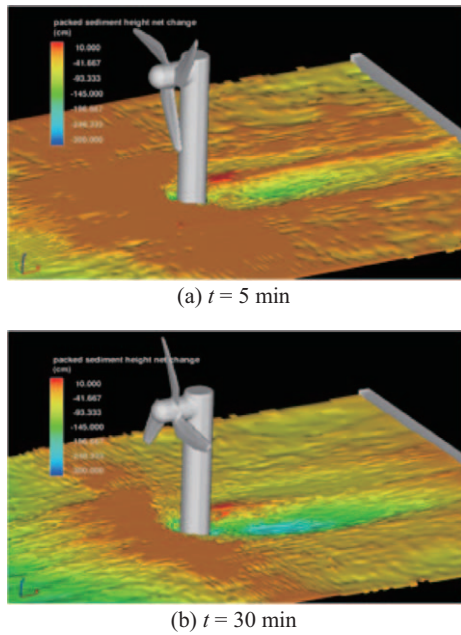 packed sediment height net change
(cm)
10.000
-41.667
-93.333
-145.000
(a) t = 5 min
packed sediment height net change
(cm)
10.000
-41.667
-93.333
-145.000
(b) t = 30 min